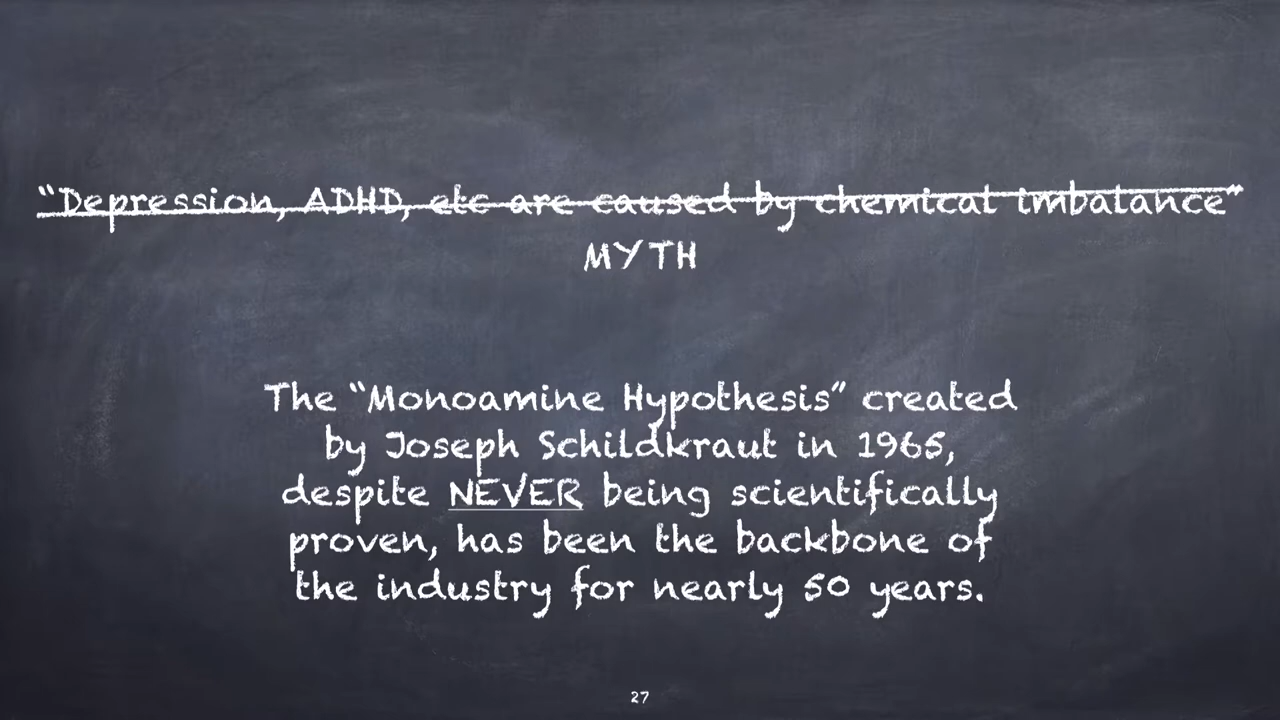 “Depression, ADHD, etc are caused by chemical imbalance”
MYTH
The “Monoamine Hypothesis” created
by Joseph Schildkraut in 1965,
despite NEVER being scientifically
proven, has been the backbone of
the industry for nearly 50 years.
27